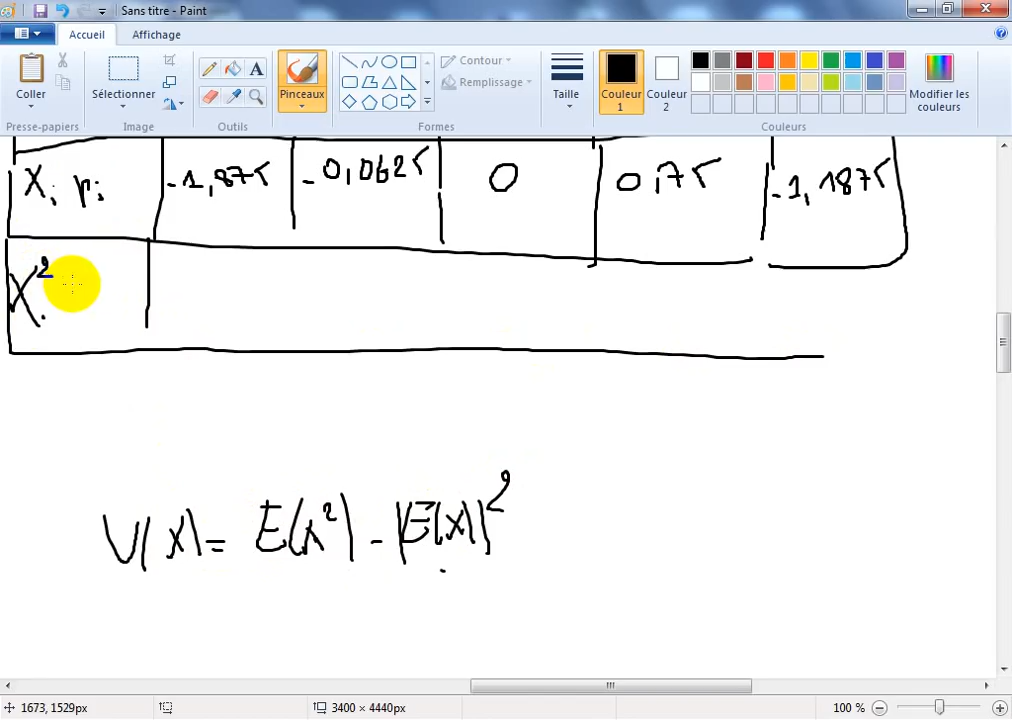 Sans titre - Paint
Accueil Affichage
Coller
Sélectionner
Pinceaux
Contour
Remplissage
Taille
Couleur 1
Couleur 2
Modifier les couleurs
Presse-papiers Image Outils Formes Couleurs
Xi pi -1,875 -0,0625 0 0,75 -1,1875
Xi²
V(X) = E(X²) - (E(X))²
1673, 1529px 3400 × 4440px 100 %